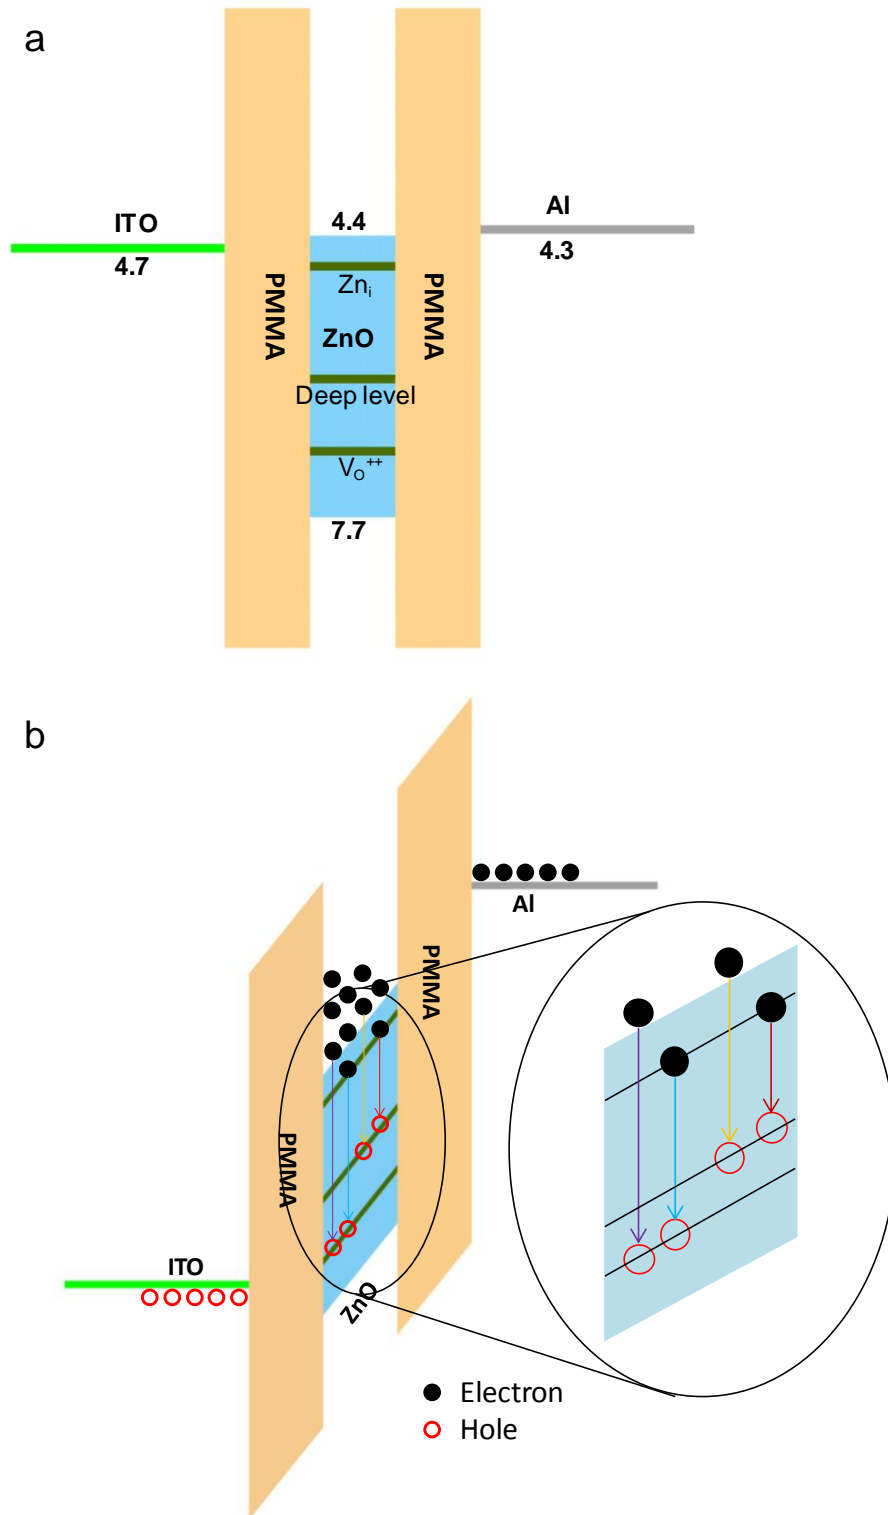 a
ITO
4.7
PMMA
4.4
Znᵢ
ZnO
Deep level
V_O⁺⁺
7.7
PMMA
Al
4.3
b
Al
PMMA
PMMA
ITO
ZnO
Electron
Hole